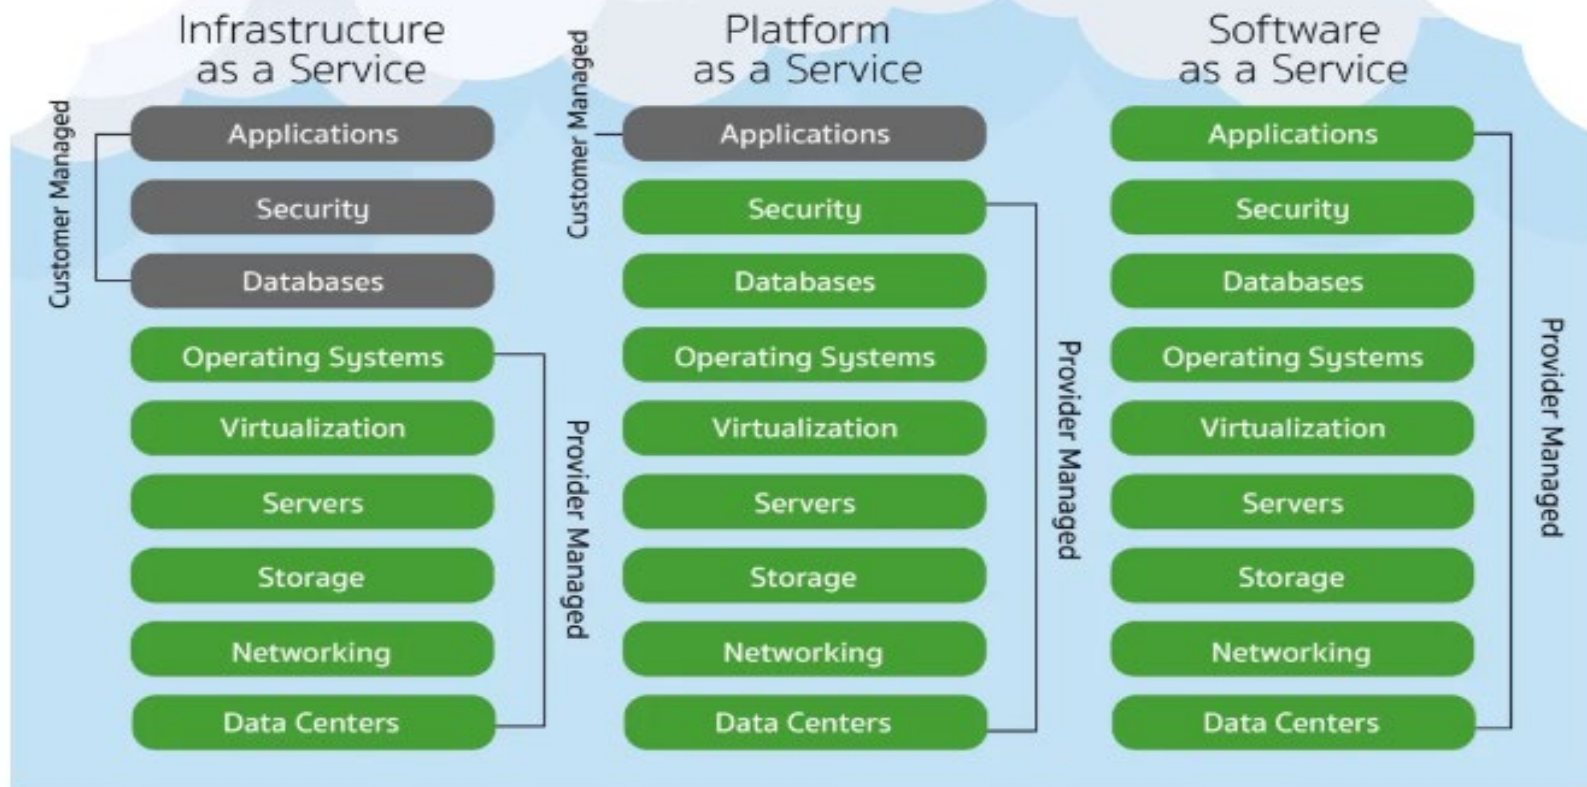 Infrastructure
as a Service
Customer Managed
Applications
Security
Databases
Operating Systems
Virtualization
Servers
Storage
Networking
Data Centers
Provider Managed
Platform
as a Service
Customer Managed
Applications
Security
Databases
Operating Systems
Virtualization
Servers
Storage
Networking
Data Centers
Provider Managed
Software
as a Service
Applications
Security
Databases
Operating Systems
Virtualization
Servers
Storage
Networking
Data Centers
Provider Managed